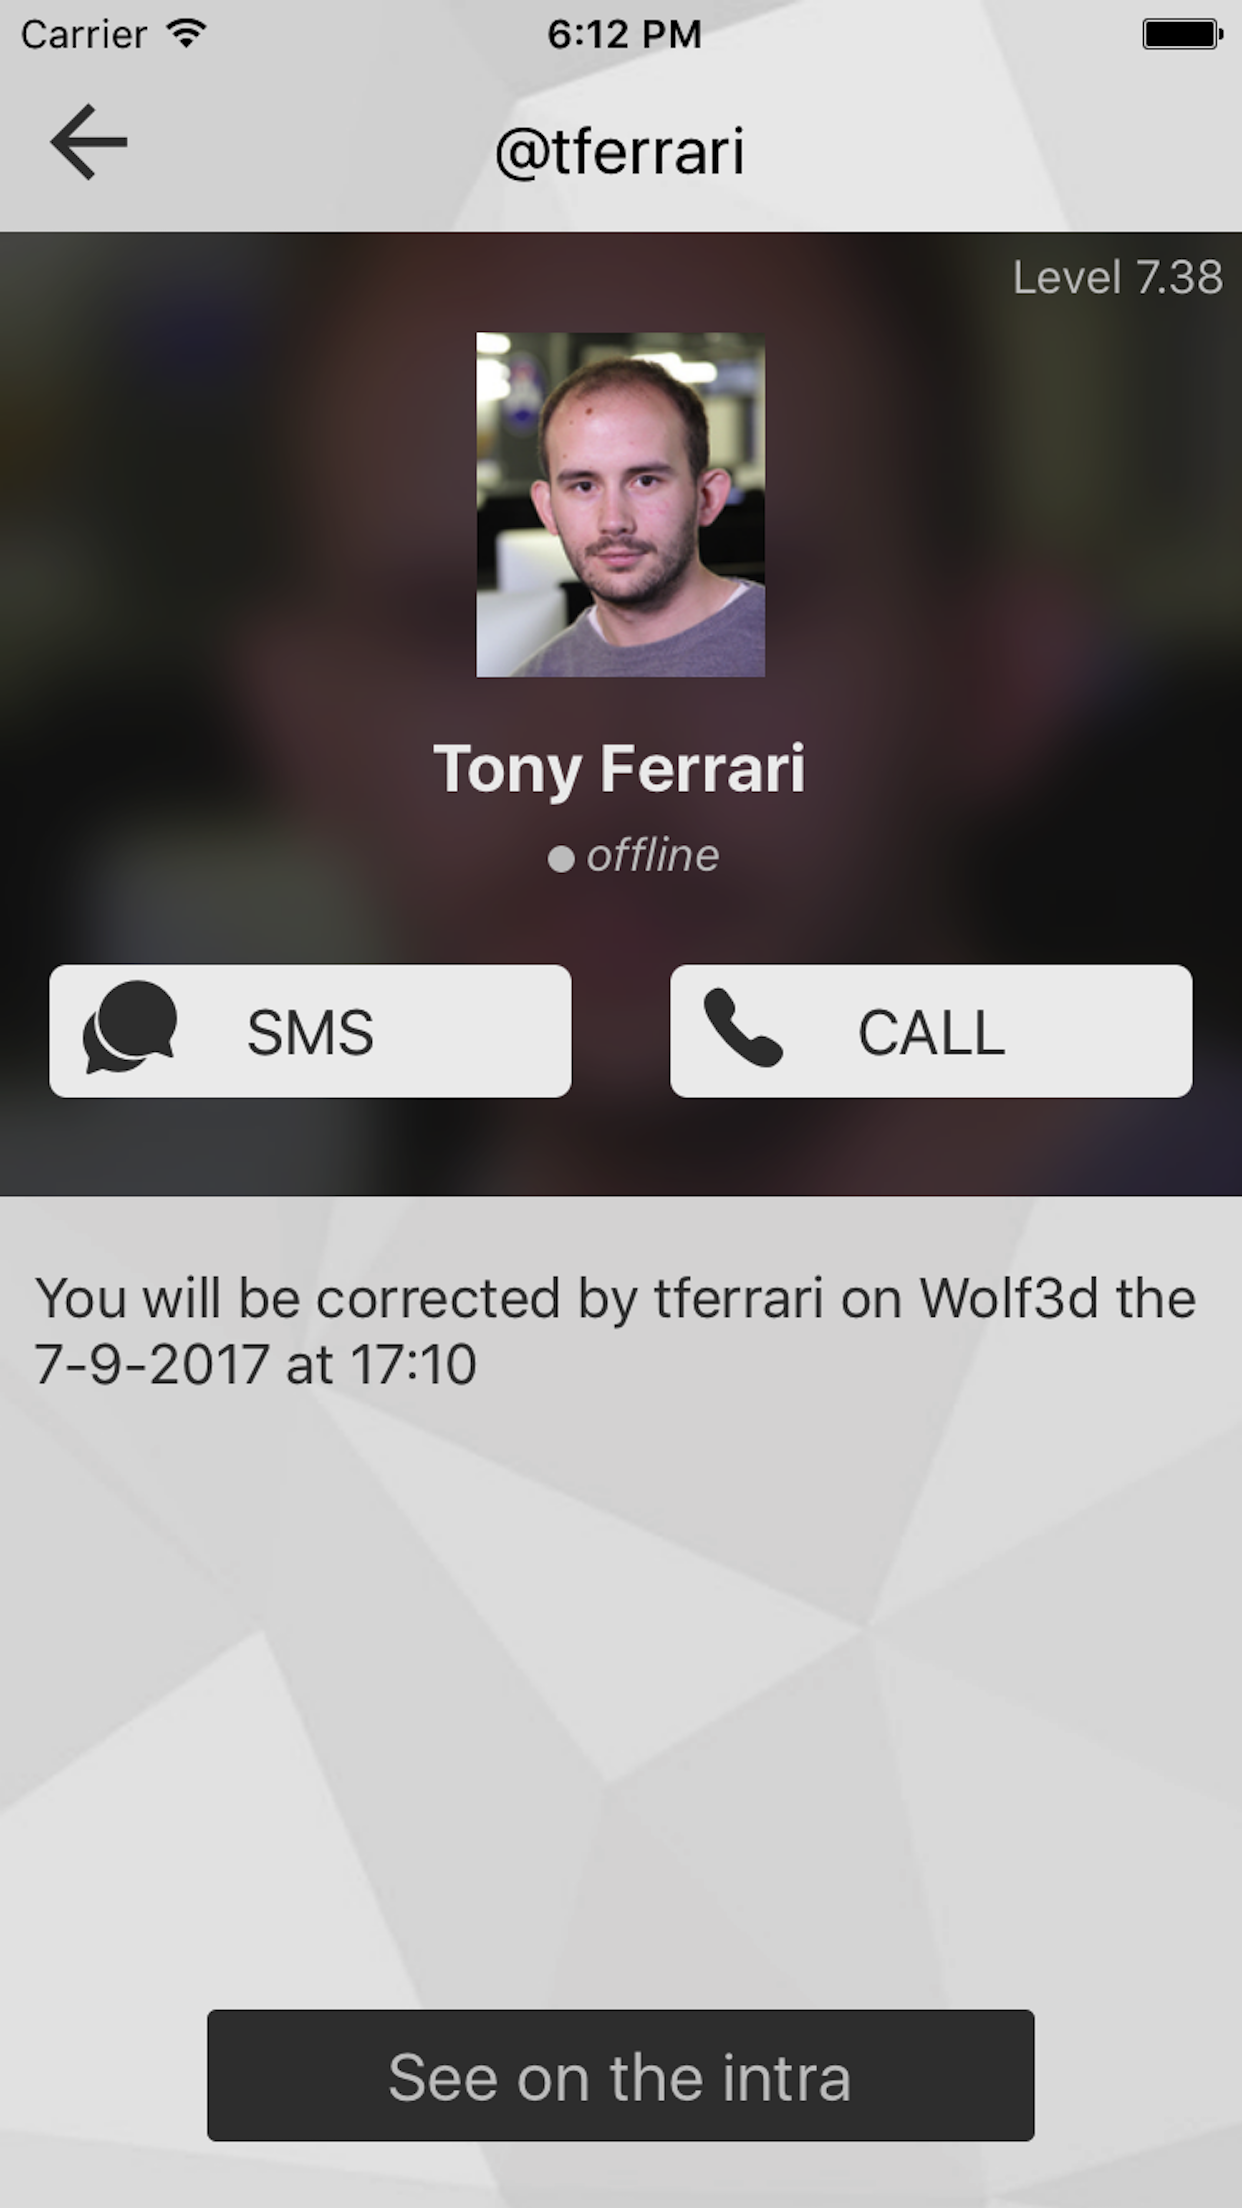 Carrier 6:12 PM
@tferrari
Level 7.38
Tony Ferrari
offline
SMS CALL
You will be corrected by tferrari on Wolf3d the
7-9-2017 at 17:10
See on the intra